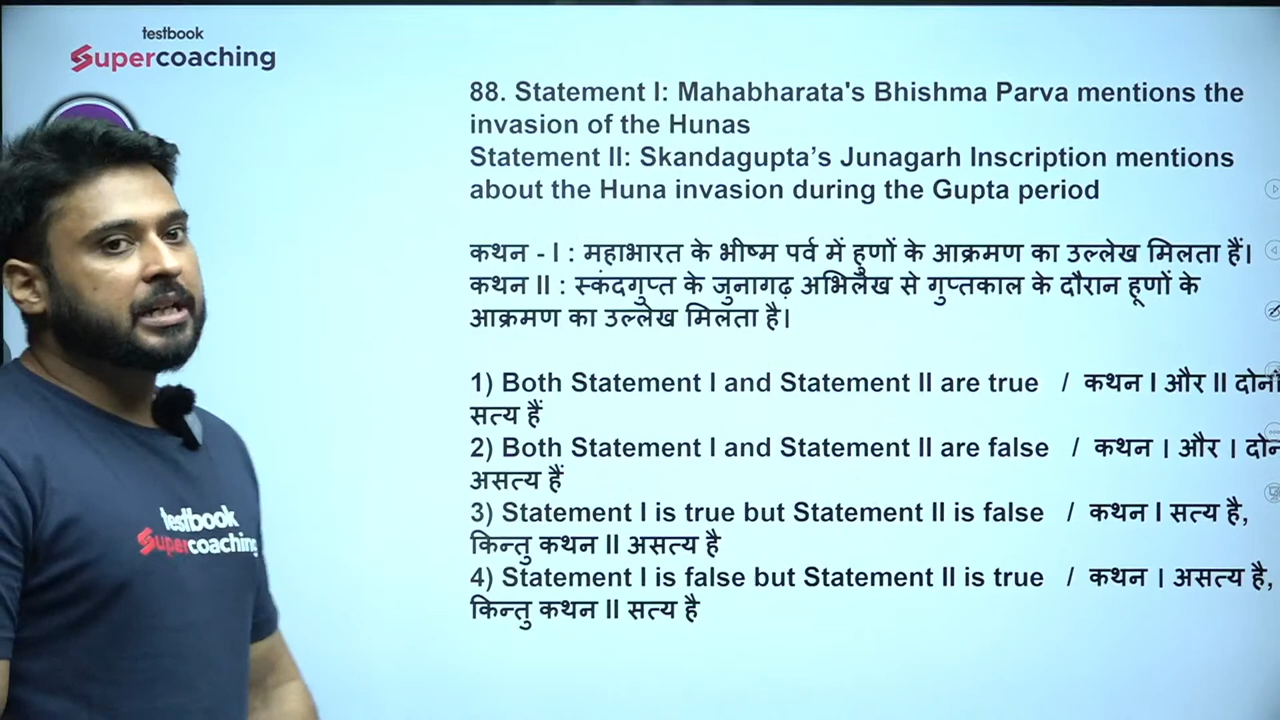 testbook
Supercoaching
88. Statement I: Mahabharata's Bhishma Parva mentions the
invasion of the Hunas
Statement II: Skandagupta’s Junagarh Inscription mentions
about the Huna invasion during the Gupta period
कथन - I : महाभारत के भीष्म पर्व में हुणों के आक्रमण का उल्लेख मिलता हैं।
कथन II : स्कंदगुप्त के जुनागढ़ अभिलेख से गुप्तकाल के दौरान हूणों के
आक्रमण का उल्लेख मिलता है।
1) Both Statement I and Statement II are true / कथन I और II दोनों
सत्य हैं
2) Both Statement I and Statement II are false / कथन । और । दोन
असत्य हैं
3) Statement I is true but Statement II is false / कथन I सत्य है,
किन्तु कथन II असत्य है
4) Statement I is false but Statement II is true / कथन । असत्य है,
किन्तु कथन II सत्य है
testbook
Supercoaching